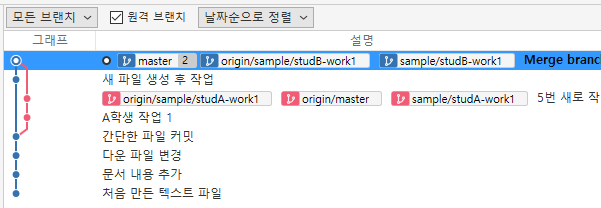 모든 브랜치 원격 브랜치 날짜순으로 정렬
그래프 설명
master 2 origin/sample/studB-work1 sample/studB-work1 Merge branc
새 파일 생성 후 작업
origin/sample/studA-work1 origin/master sample/studA-work1 5번 새로 작
A학생 작업 1
간단한 파일 커밋
다운 파일 변경
문서 내용 추가
처음 만든 텍스트 파일